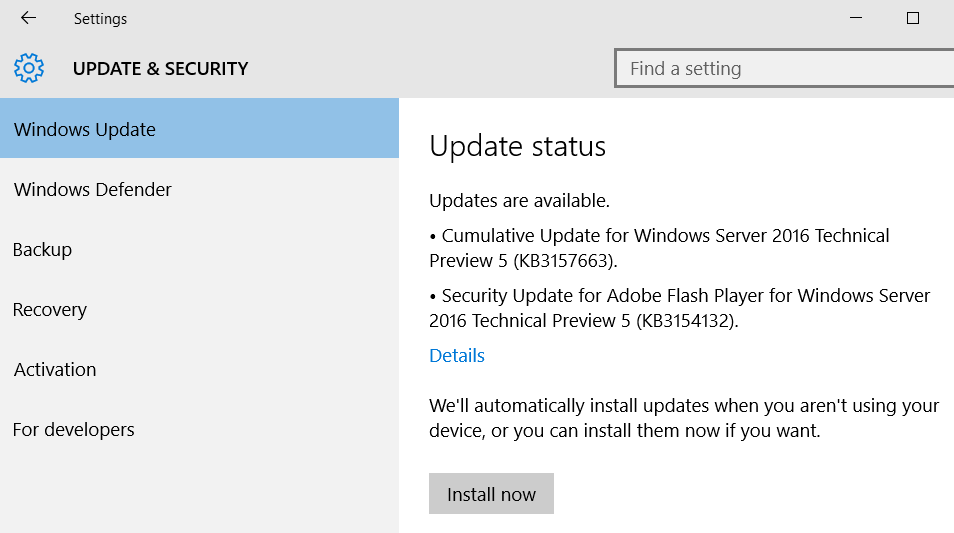 Settings
UPDATE & SECURITY
Find a setting
Windows Update
Windows Defender
Backup
Recovery
Activation
For developers
Update status
Updates are available.
• Cumulative Update for Windows Server 2016 Technical
Preview 5 (KB3157663).
• Security Update for Adobe Flash Player for Windows Server
2016 Technical Preview 5 (KB3154132).
Details
We'll automatically install updates when you aren't using your
device, or you can install them now if you want.
Install now